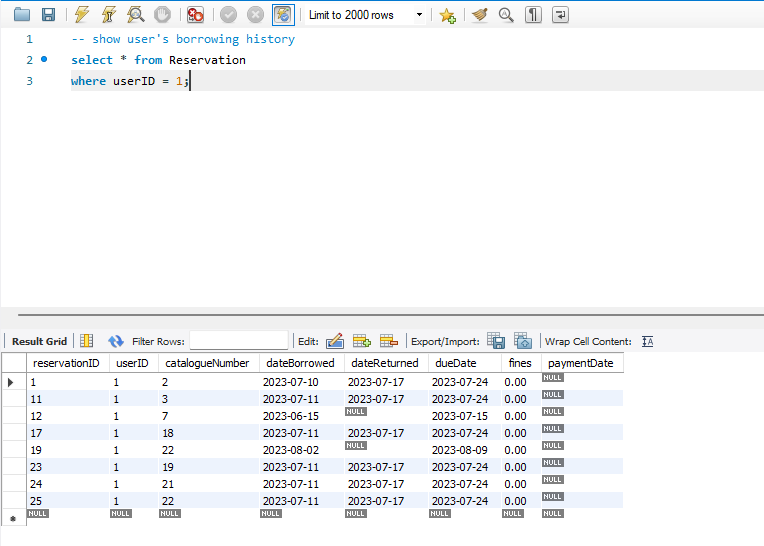 Limit to 2000 rows
1 -- show user's borrowing history
2 select * from Reservation
3 where userID = 1;
Result Grid Filter Rows: Edit: Export/Import: Wrap Cell Content: IA
reservationID userID catalogueNumber dateBorrowed dateReturned dueDate fines paymentDate
1 1 2 2023-07-10 2023-07-17 2023-07-24 0.00 NULL
11 1 3 2023-07-11 2023-07-17 2023-07-24 0.00 NULL
12 1 7 2023-06-15 NULL 2023-07-15 0.00 NULL
17 1 18 2023-07-11 2023-07-17 2023-07-24 0.00 NULL
19 1 22 2023-08-02 NULL 2023-08-09 0.00 NULL
23 1 19 2023-07-11 2023-07-17 2023-07-24 0.00 NULL
24 1 21 2023-07-11 2023-07-17 2023-07-24 0.00 NULL
25 1 22 2023-07-11 2023-07-17 2023-07-24 0.00 NULL
NULL NULL NULL NULL NULL NULL NULL NULL